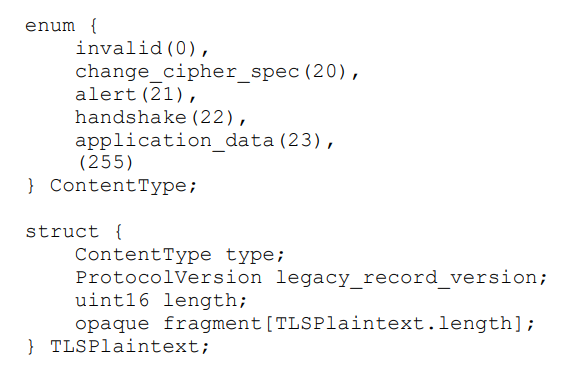 enum {
    invalid(0),
    change_cipher_spec(20),
    alert(21),
    handshake(22),
    application_data(23),
    (255)
} ContentType;

struct {
    ContentType type;
    ProtocolVersion legacy_record_version;
    uint16 length;
    opaque fragment[TLSPlaintext.length];
} TLSPlaintext;